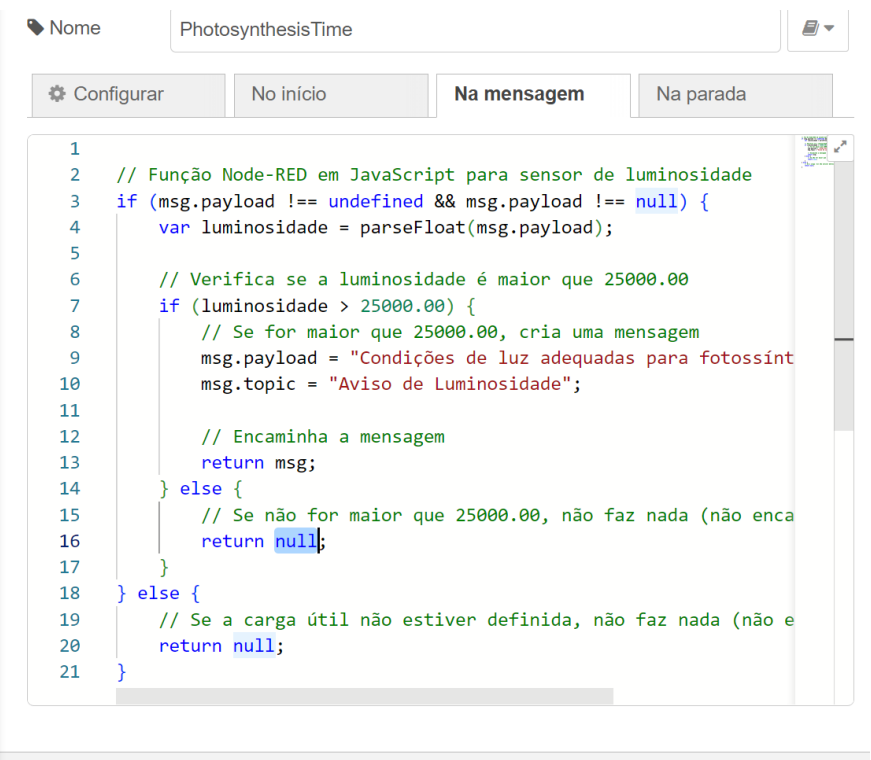 Nome
PhotosynthesisTime
Configurar
No início
Na mensagem
Na parada
1
2 // Função Node-RED em JavaScript para sensor de luminosidade
3 if (msg.payload !== undefined && msg.payload !== null) {
4 var luminosidade = parseFloat(msg.payload);
5
6 // Verifica se a luminosidade é maior que 25000.00
7 if (luminosidade > 25000.00) {
8 // Se for maior que 25000.00, cria uma mensagem
9 msg.payload = "Condições de luz adequadas para fotossínt
10 msg.topic = "Aviso de Luminosidade";
11
12 // Encaminha a mensagem
13 return msg;
14 } else {
15 // Se não for maior que 25000.00, não faz nada (não enca
16 return null;
17 }
18 } else {
19 // Se a carga útil não estiver definida, não faz nada (não e
20 return null;
21 }